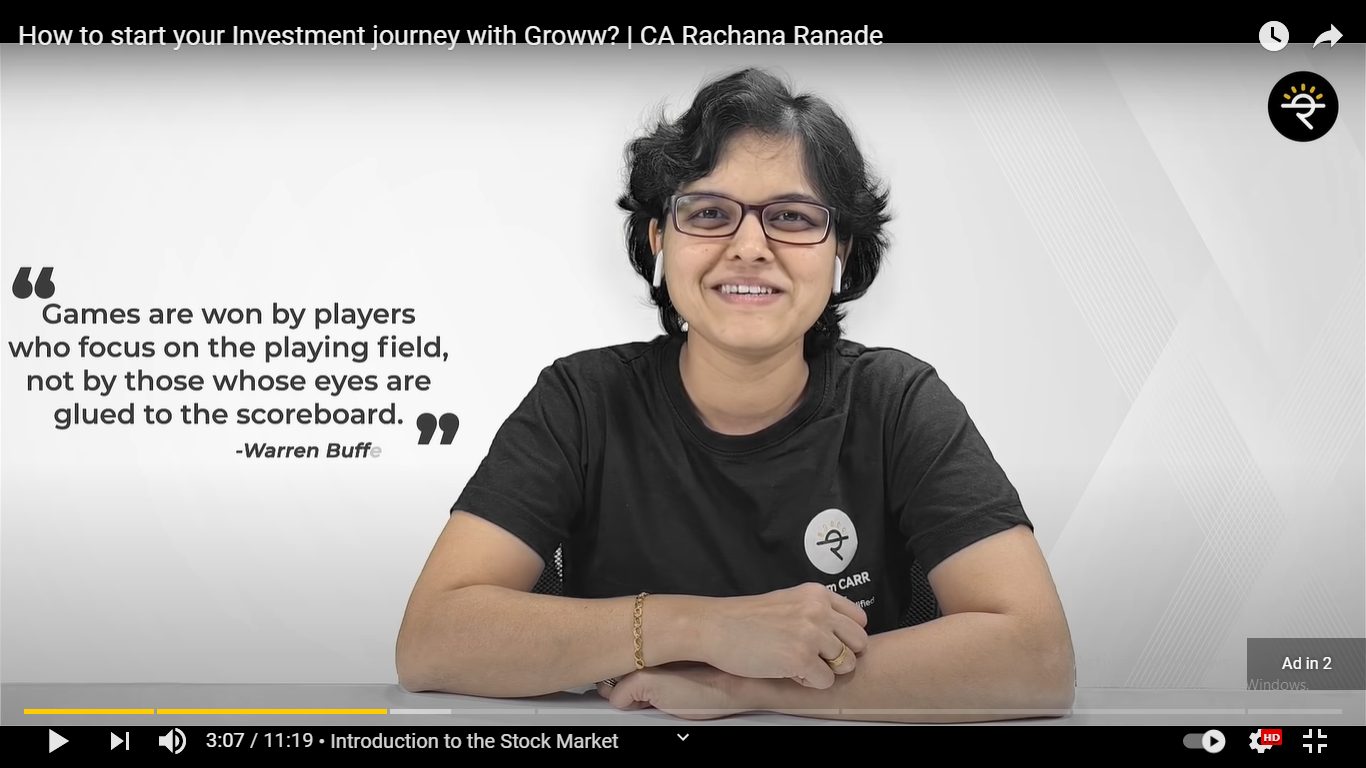 How to start your Investment journey with Groww? | CA Rachana Ranade
“
Games are won by players
who focus on the playing field,
not by those whose eyes are
glued to the scoreboard.
”
-Warren Buffe
CARR
Ad in 2
Windows.
3:07 / 11:19 • Introduction to the Stock Market
HD